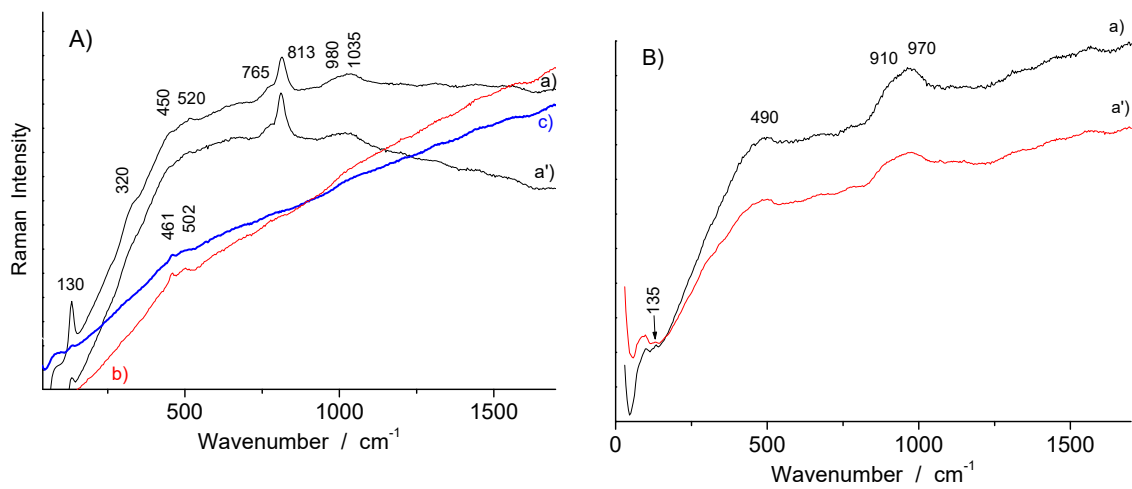 A)
813
980
1035
765
450
520
320
130
461
502
a)
c)
a')
b)
Raman Intensity
500
1000
1500
Wavenumber / cm-1
B)
a)
910
970
490
a')
135
0
500
1000
1500
Wavenumber / cm-1